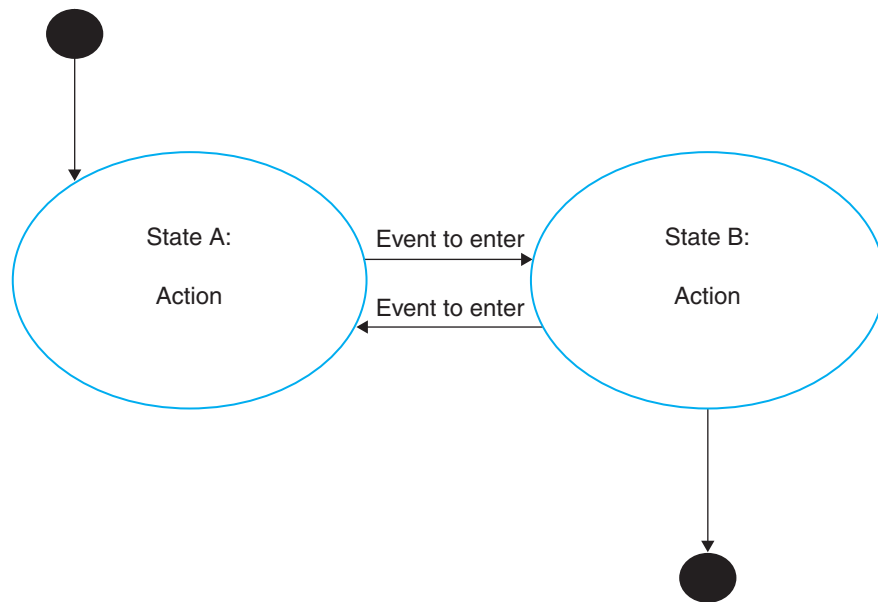 State A:
Action
Event to enter
Event to enter
State B:
Action